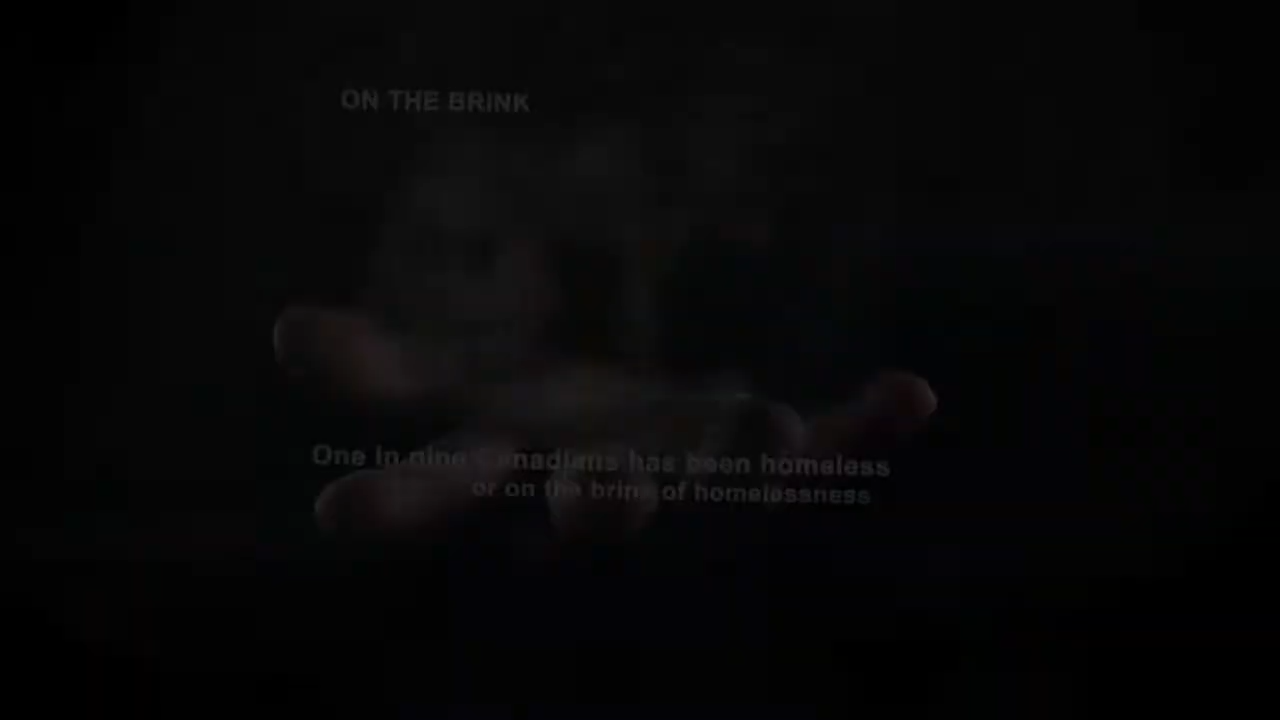 ON THE BRINK
One in nine Canadians has been homeless
or on the brink of homelessness